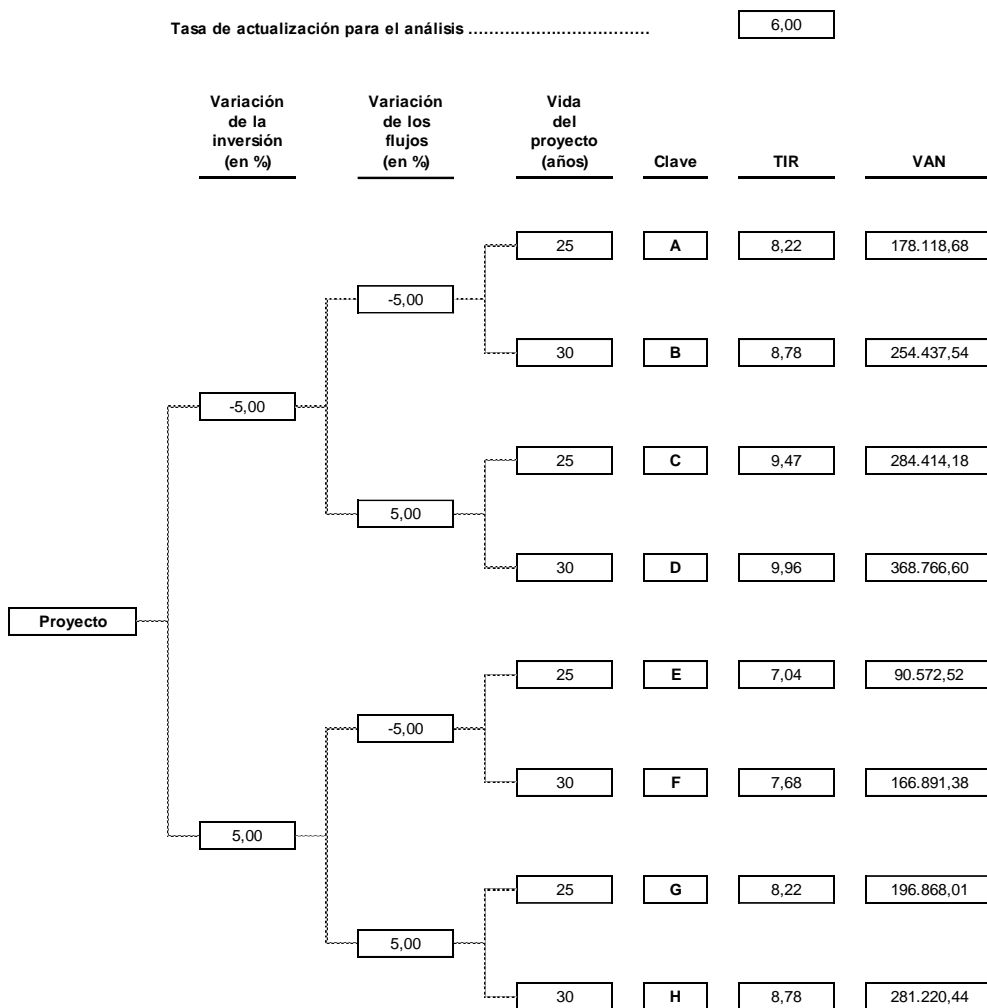 Tasa de actualización para el análisis ................................... 6,00
Variación de la inversión (en %)
Variación de los flujos (en %)
Vida del proyecto (años)
Clave
TIR
VAN
25 A 8,22 178.118,68
-5,00
30 B 8,78 254.437,54
-5,00
25 C 9,47 284.414,18
5,00
30 D 9,96 368.766,60
Proyecto
25 E 7,04 90.572,52
-5,00
30 F 7,68 166.891,38
5,00
25 G 8,22 196.868,01
5,00
30 H 8,78 281.220,44